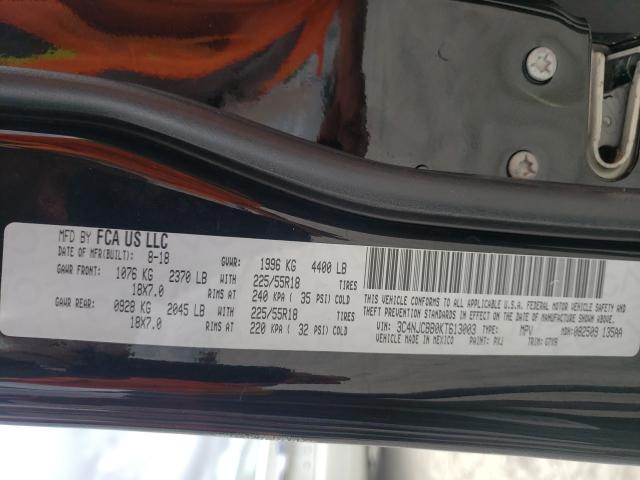 MFD BY FCA US LLC
DATE OF MFR(BUILT): 8-18 GVWR: 1996 KG 4400 LB
GAWR FRONT: 1076 KG 2370 LB WITH 225/55R18 TIRES
18X7.0 RIMS AT 240 KPA ( 35 PSI) COLD
GAWR REAR: 0928 KG 2045 LB WITH 225/55R18 TIRES
18X7.0 RIMS AT 220 KPA ( 32 PSI) COLD
THIS VEHICLE CONFORMS TO ALL APPLICABLE U.S.A. FEDERAL MOTOR VEHICLE SAFETY AND
THEFT PREVENTION STANDARDS IN EFFECT ON THE DATE OF MANUFACTURE SHOWN ABOVE.
VIN: 3C4NJCBB0KT613003 TYPE: MPV MDH: 082509 135AA
VEHICLE MADE IN MEXICO PAINT: PXJ TRIM: